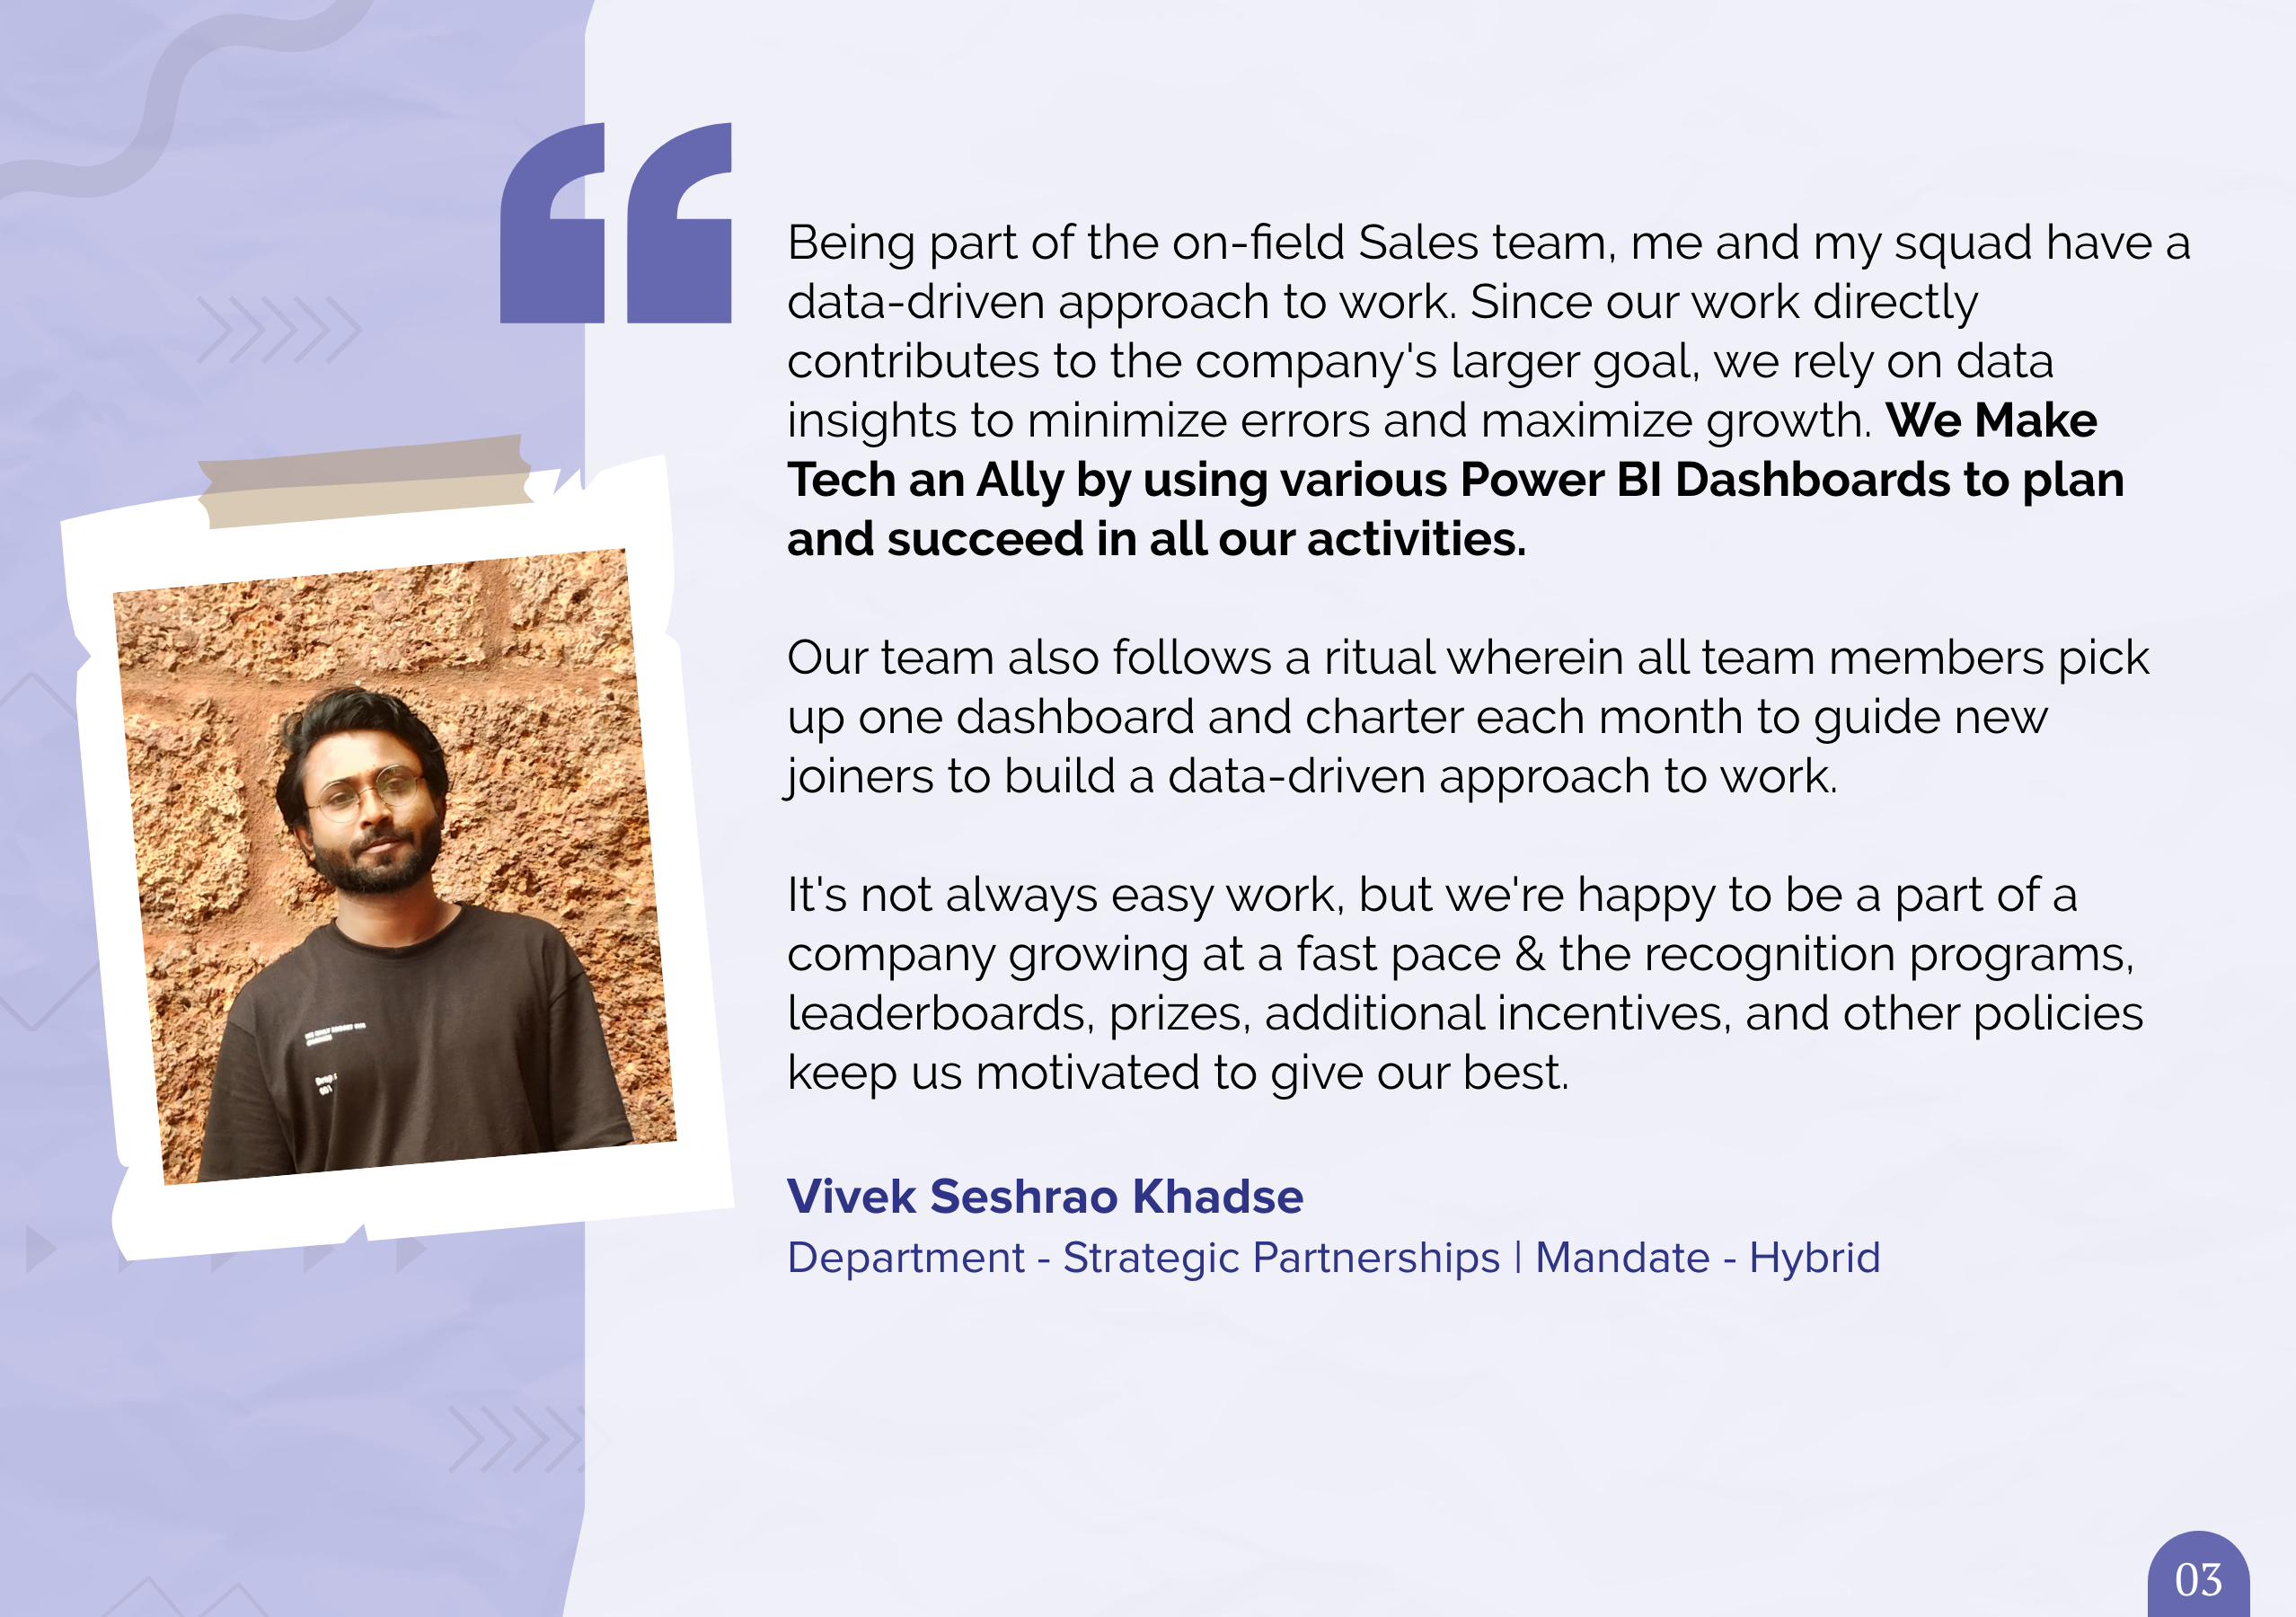 Being part of the on-field Sales team, me and my squad have a
data-driven approach to work. Since our work directly
contributes to the company's larger goal, we rely on data
insights to minimize errors and maximize growth. We Make
Tech an Ally by using various Power BI Dashboards to plan
and succeed in all our activities.
Our team also follows a ritual wherein all team members pick
up one dashboard and charter each month to guide new
joiners to build a data-driven approach to work.
It's not always easy work, but we're happy to be a part of a
company growing at a fast pace & the recognition programs,
leaderboards, prizes, additional incentives, and other policies
keep us motivated to give our best.
Vivek Seshrao Khadse
Department - Strategic Partnerships | Mandate - Hybrid
03